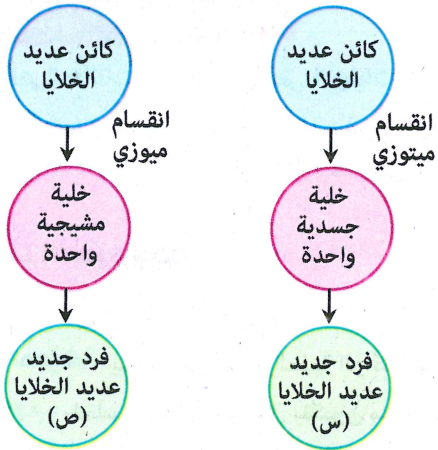 كائن عديد
الخلايا
انقسام
ميتوزي
خلية
جسدية
واحدة
فرد جديد
عديد الخلايا
(س)
كائن عديد
الخلايا
انقسام
ميوزي
خلية
مشيجية
واحدة
فرد جديد
عديد الخلايا
(ص)